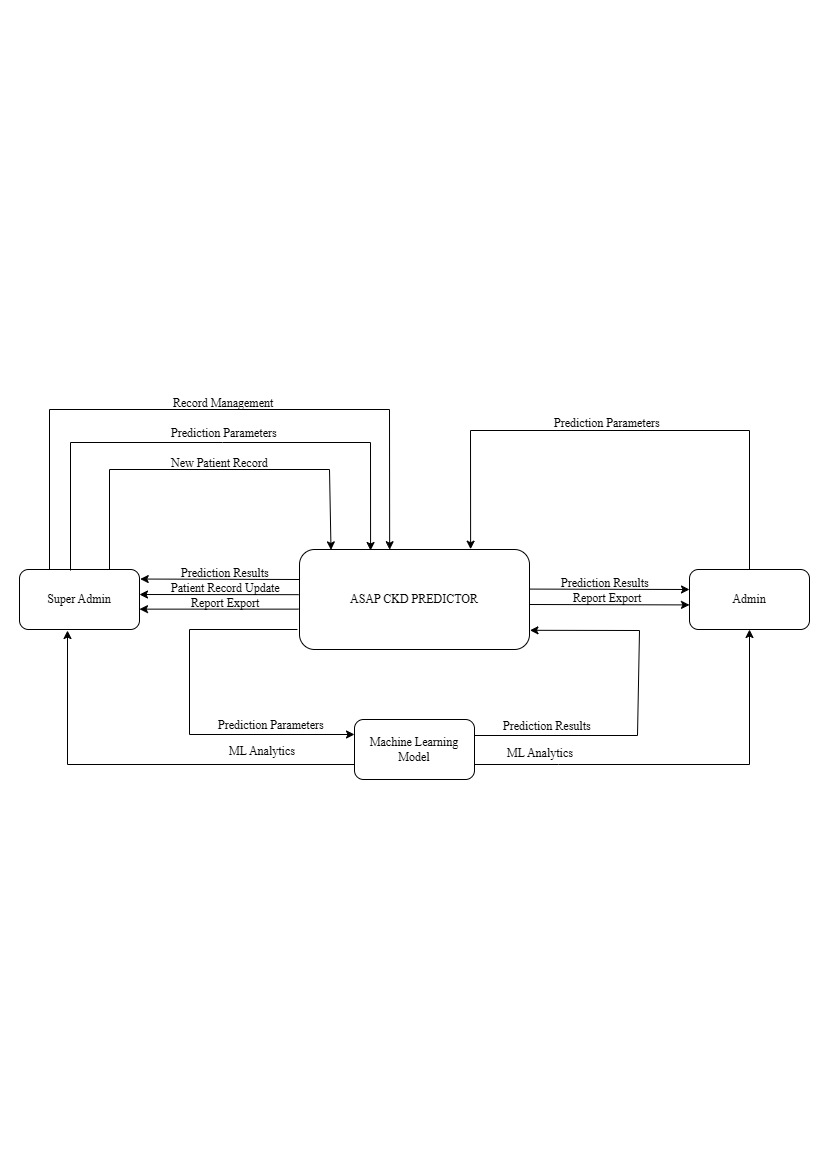 Record Management
Prediction Parameters
Prediction Parameters
New Patient Record
Prediction Results
Patient Record Update
Report Export
Super Admin
ASAP CKD PREDICTOR
Prediction Results
Report Export
Admin
Prediction Parameters
Prediction Results
Machine Learning
Model
ML Analytics
ML Analytics